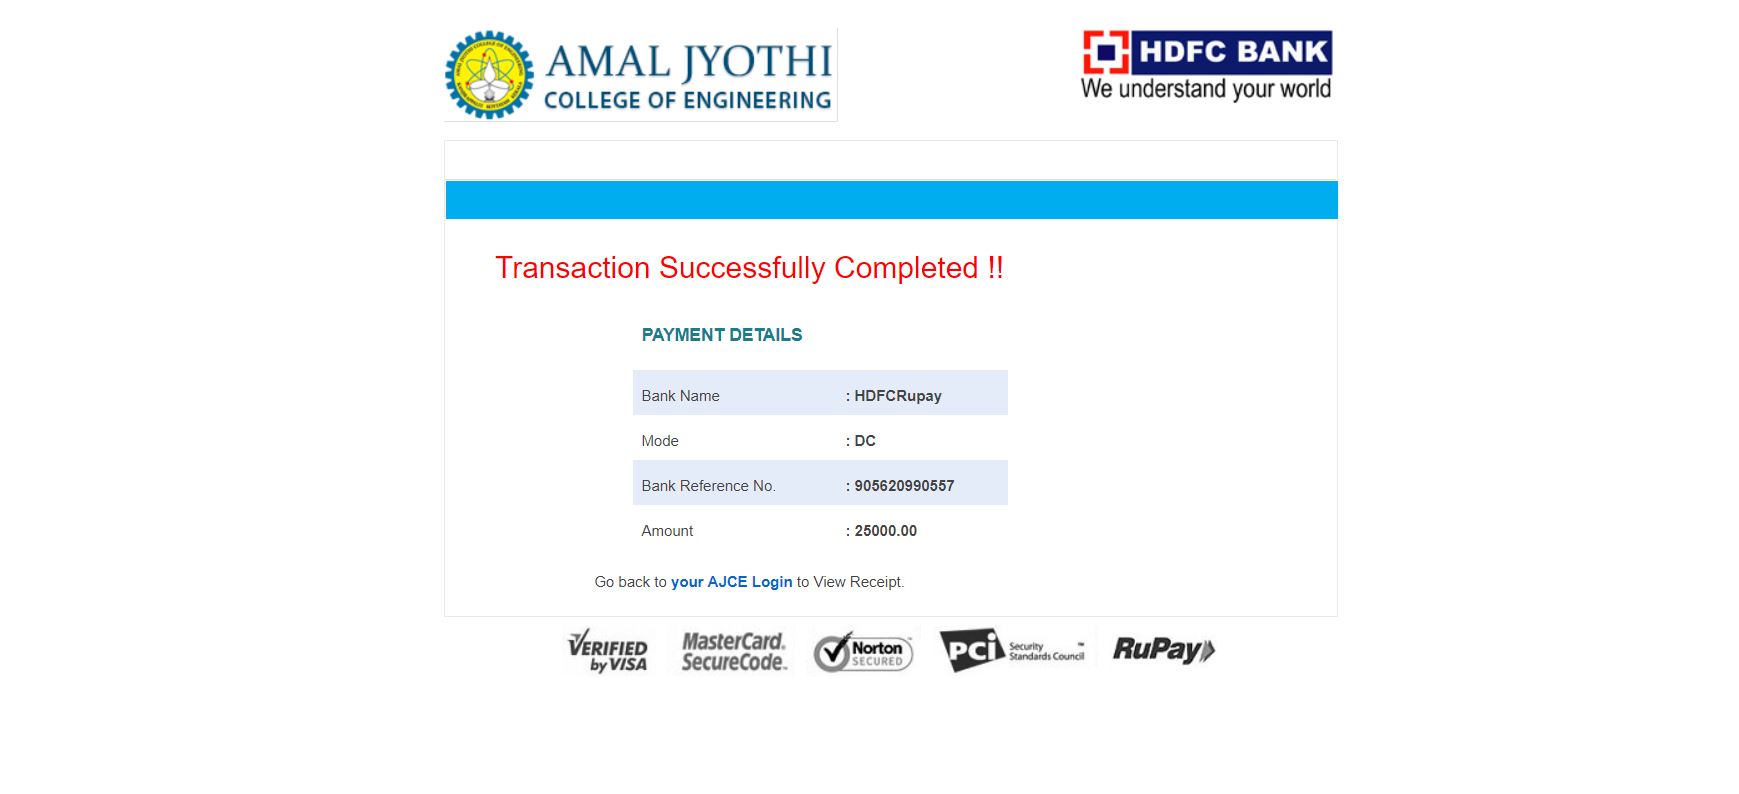 AMAL JYOTHI
COLLEGE OF ENGINEERING
HDFC BANK
We understand your world
Transaction Successfully Completed !!
PAYMENT DETAILS
Bank Name : HDFCRupay
Mode : DC
Bank Reference No. : 905620990557
Amount : 25000.00
Go back to your AJCE Login to View Receipt.
VERIFIED
by VISA
MasterCard.
SecureCode.
Norton
SECURED
PCI Security
Standards Council
RuPay